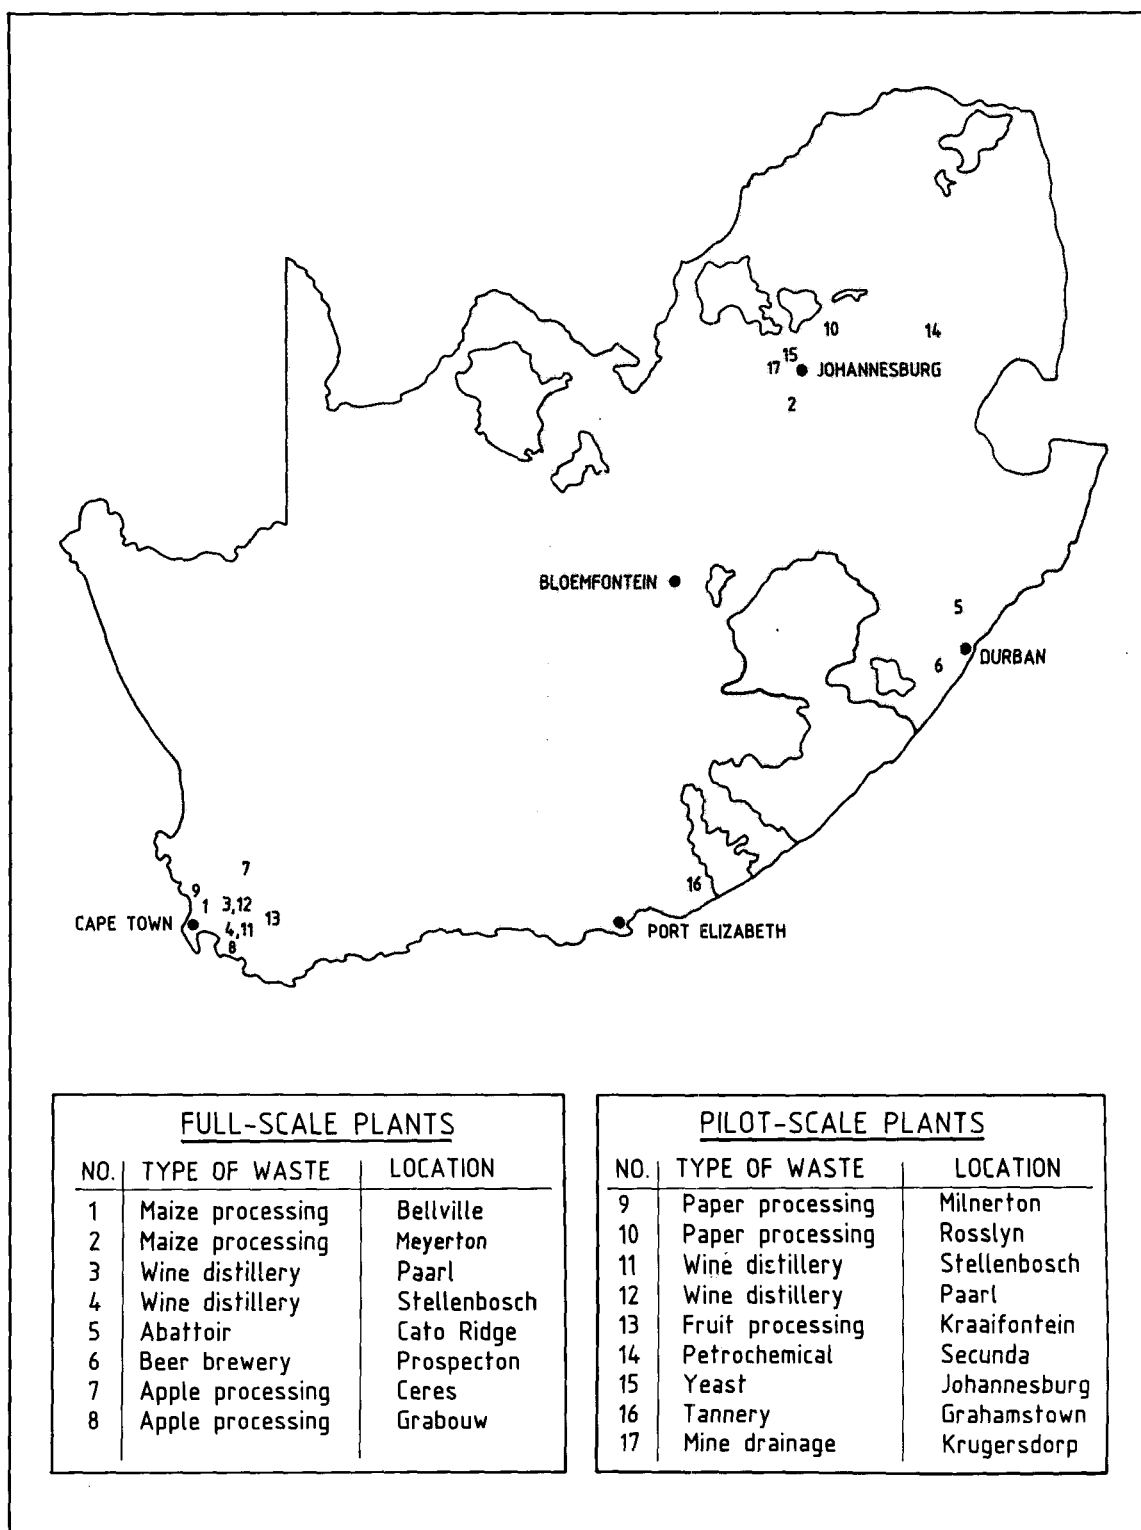 10
14
15
17
JOHANNESBURG
2
BLOEMFONTEIN
5
6
DURBAN
7
16
9
1
3,12
13
CAPE TOWN
4,11
8
PORT ELIZABETH
FULL-SCALE PLANTS
NO. TYPE OF WASTE LOCATION
1 Maize processing Bellville
2 Maize processing Meyerton
3 Wine distillery Paarl
4 Wine distillery Stellenbosch
5 Abattoir Cato Ridge
6 Beer brewery Prospecton
7 Apple processing Ceres
8 Apple processing Grabouw
PILOT-SCALE PLANTS
NO. TYPE OF WASTE LOCATION
9 Paper processing Milnerton
10 Paper processing Rosslyn
11 Wine distillery Stellenbosch
12 Wine distillery Paarl
13 Fruit processing Kraaifontein
14 Petrochemical Secunda
15 Yeast Johannesburg
16 Tannery Grahamstown
17 Mine drainage Krugersdorp